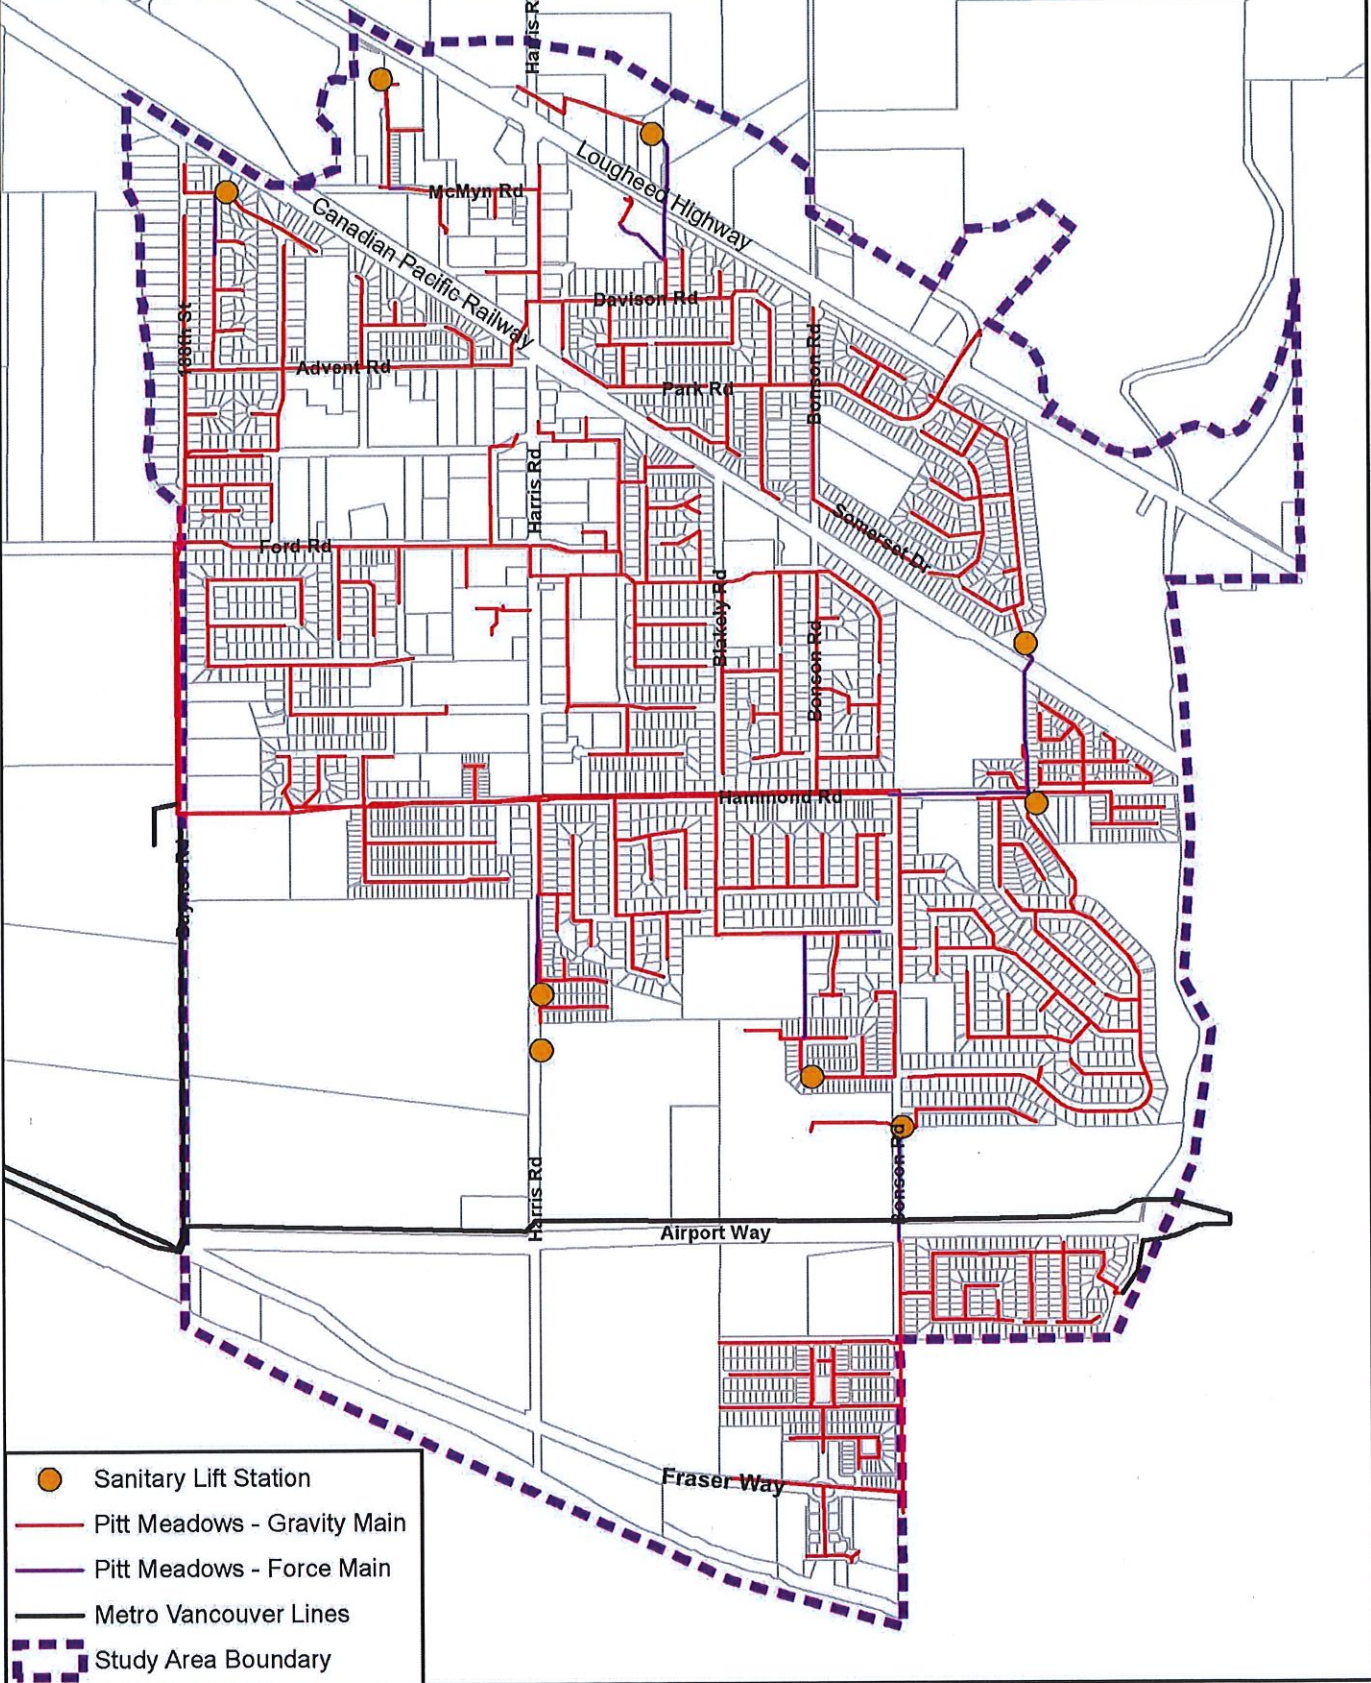 Harris R
Lougheed Highway
McMyn Rd
Canadian Pacific Railway
Davison Rd
Advent Rd
Park Rd
Bonson Rd
Harris Rd
Somerset Dr
Ford Rd
Blakely Rd
Bonson Rd
Hammond Rd
Bonson Rd
Harris Rd
Airport Way
Fraser Way
Sanitary Lift Station
Pitt Meadows - Gravity Main
Pitt Meadows - Force Main
Metro Vancouver Lines
Study Area Boundary